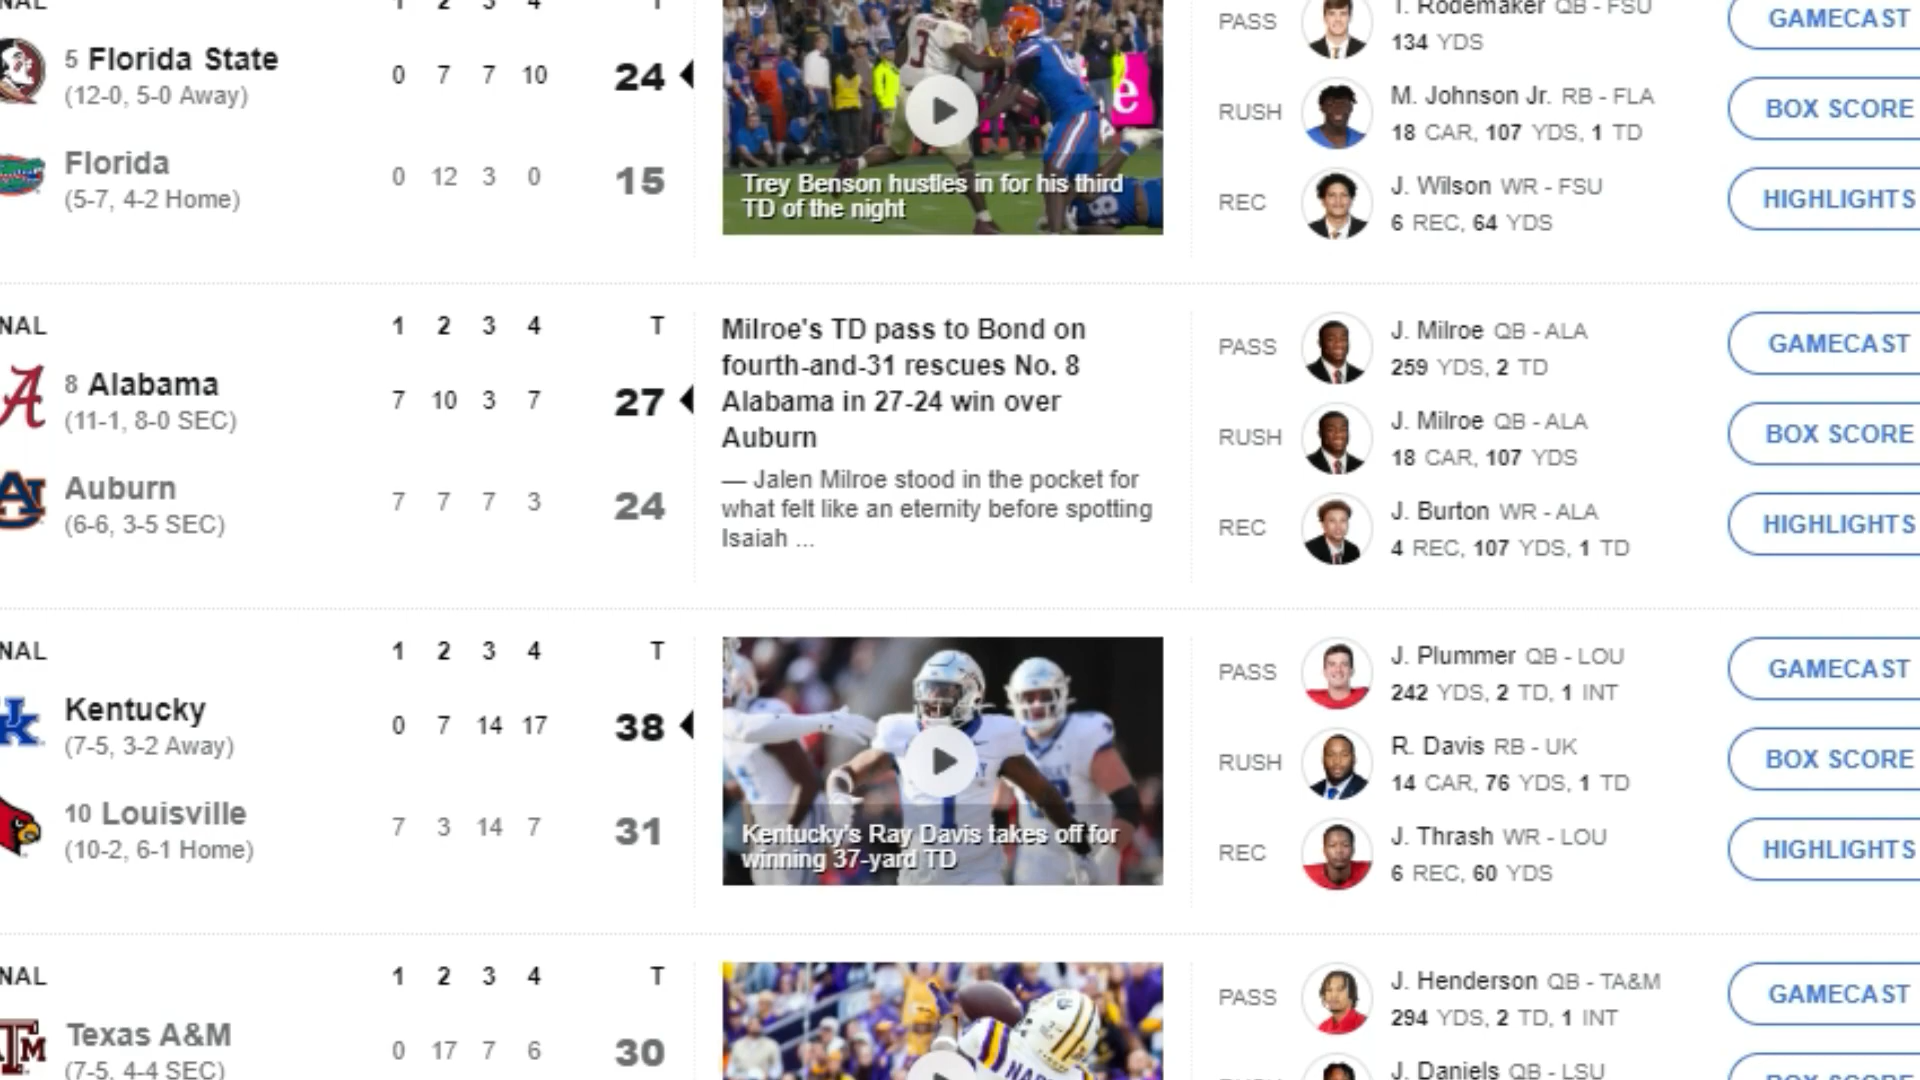 NAL 1 2 3 4 T
5 Florida State 0 7 7 10 24
(12-0, 5-0 Away)
Florida 0 12 3 0 15
(5-7, 4-2 Home)
3
e
Trey Benson hustles in for his third
TD of the night
PASS T. Rodemaker QB - FSU
134 YDS
RUSH M. Johnson Jr. RB - FLA
18 CAR, 107 YDS, 1 TD
REC J. Wilson WR - FSU
6 REC, 64 YDS
GAMECAST
BOX SCORE
HIGHLIGHTS
NAL 1 2 3 4 T
8 Alabama 7 10 3 7 27
(11-1, 8-0 SEC)
Auburn 7 7 7 3 24
(6-6, 3-5 SEC)
Milroe's TD pass to Bond on
fourth-and-31 rescues No. 8
Alabama in 27-24 win over
Auburn
— Jalen Milroe stood in the pocket for
what felt like an eternity before spotting
Isaiah ...
PASS J. Milroe QB - ALA
259 YDS, 2 TD
RUSH J. Milroe QB - ALA
18 CAR, 107 YDS
REC J. Burton WR - ALA
4 REC, 107 YDS, 1 TD
GAMECAST
BOX SCORE
HIGHLIGHTS
NAL 1 2 3 4 T
Kentucky 0 7 14 17 38
(7-5, 3-2 Away)
10 Louisville 7 3 14 7 31
(10-2, 6-1 Home)
1
Kentucky's Ray Davis takes off for
winning 37-yard TD
PASS J. Plummer QB - LOU
242 YDS, 2 TD, 1 INT
RUSH R. Davis RB - UK
14 CAR, 76 YDS, 1 TD
REC J. Thrash WR - LOU
6 REC, 60 YDS
GAMECAST
BOX SCORE
HIGHLIGHTS
NAL 1 2 3 4 T
Texas A&M 0 17 7 6 30
(7-5, 4-4 SEC)
PASS J. Henderson QB - TA&M
294 YDS, 2 TD, 1 INT
RUSH J. Daniels QB - LSU
GAMECAST
BOX SCORE